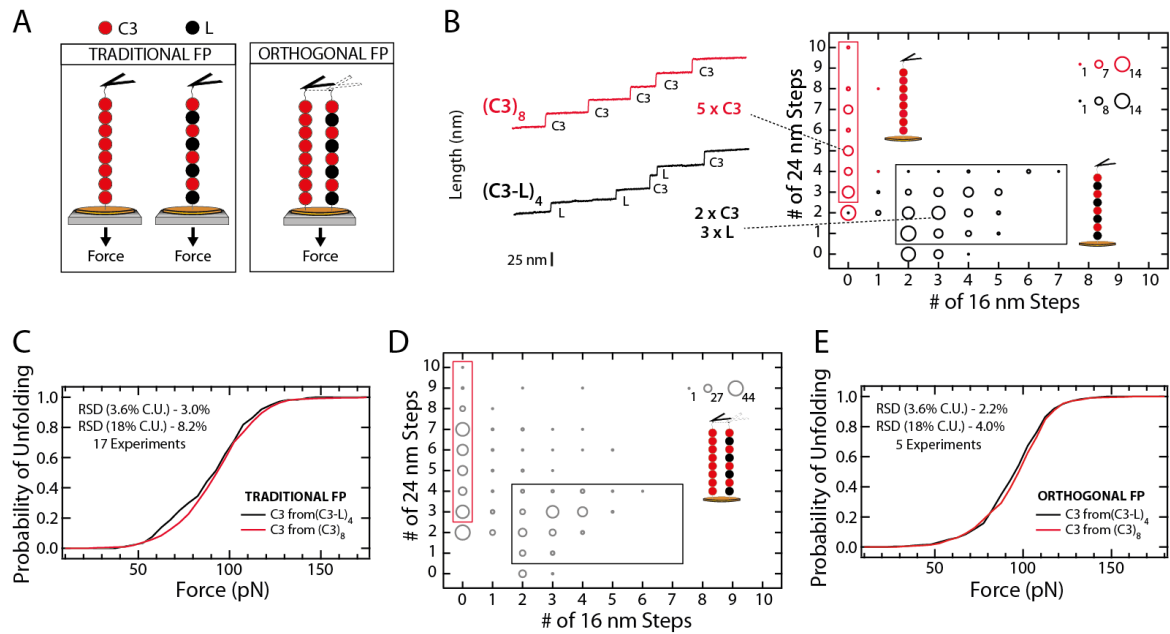 A
C3
L
TRADITIONAL FP
ORTHOGONAL FP
Force
Force
Force
B
Length (nm)
(C3)8
C3
C3
C3
C3
C3
C3
5 x C3
(C3-L)4
L
L
C3
L
C3
2 x C3
3 x L
25 nm
# of 24 nm Steps
10
9
8
7
6
5
4
3
2
1
0
1 7 14
1 8 14
0 1 2 3 4 5 6 7 8 9 10
# of 16 nm Steps
C
Probability of Unfolding
1.0
0.8
0.6
0.4
0.2
0.0
RSD (3.6% C.U.) - 3.0%
RSD (18% C.U.) - 8.2%
17 Experiments
TRADITIONAL FP
C3 from(C3-L)4
C3 from (C3)8
50 100 150
Force (pN)
D
# of 24 nm Steps
10
9
8
7
6
5
4
3
2
1
0
1 27 44
0 1 2 3 4 5 6 7 8 9 10
# of 16 nm Steps
E
Probability of Unfolding
1.0
0.8
0.6
0.4
0.2
0.0
RSD (3.6% C.U.) - 2.2%
RSD (18% C.U.) - 4.0%
5 Experiments
ORTHOGONAL FP
C3 from(C3-L)4
C3 from (C3)8
50 100 150
Force (pN)